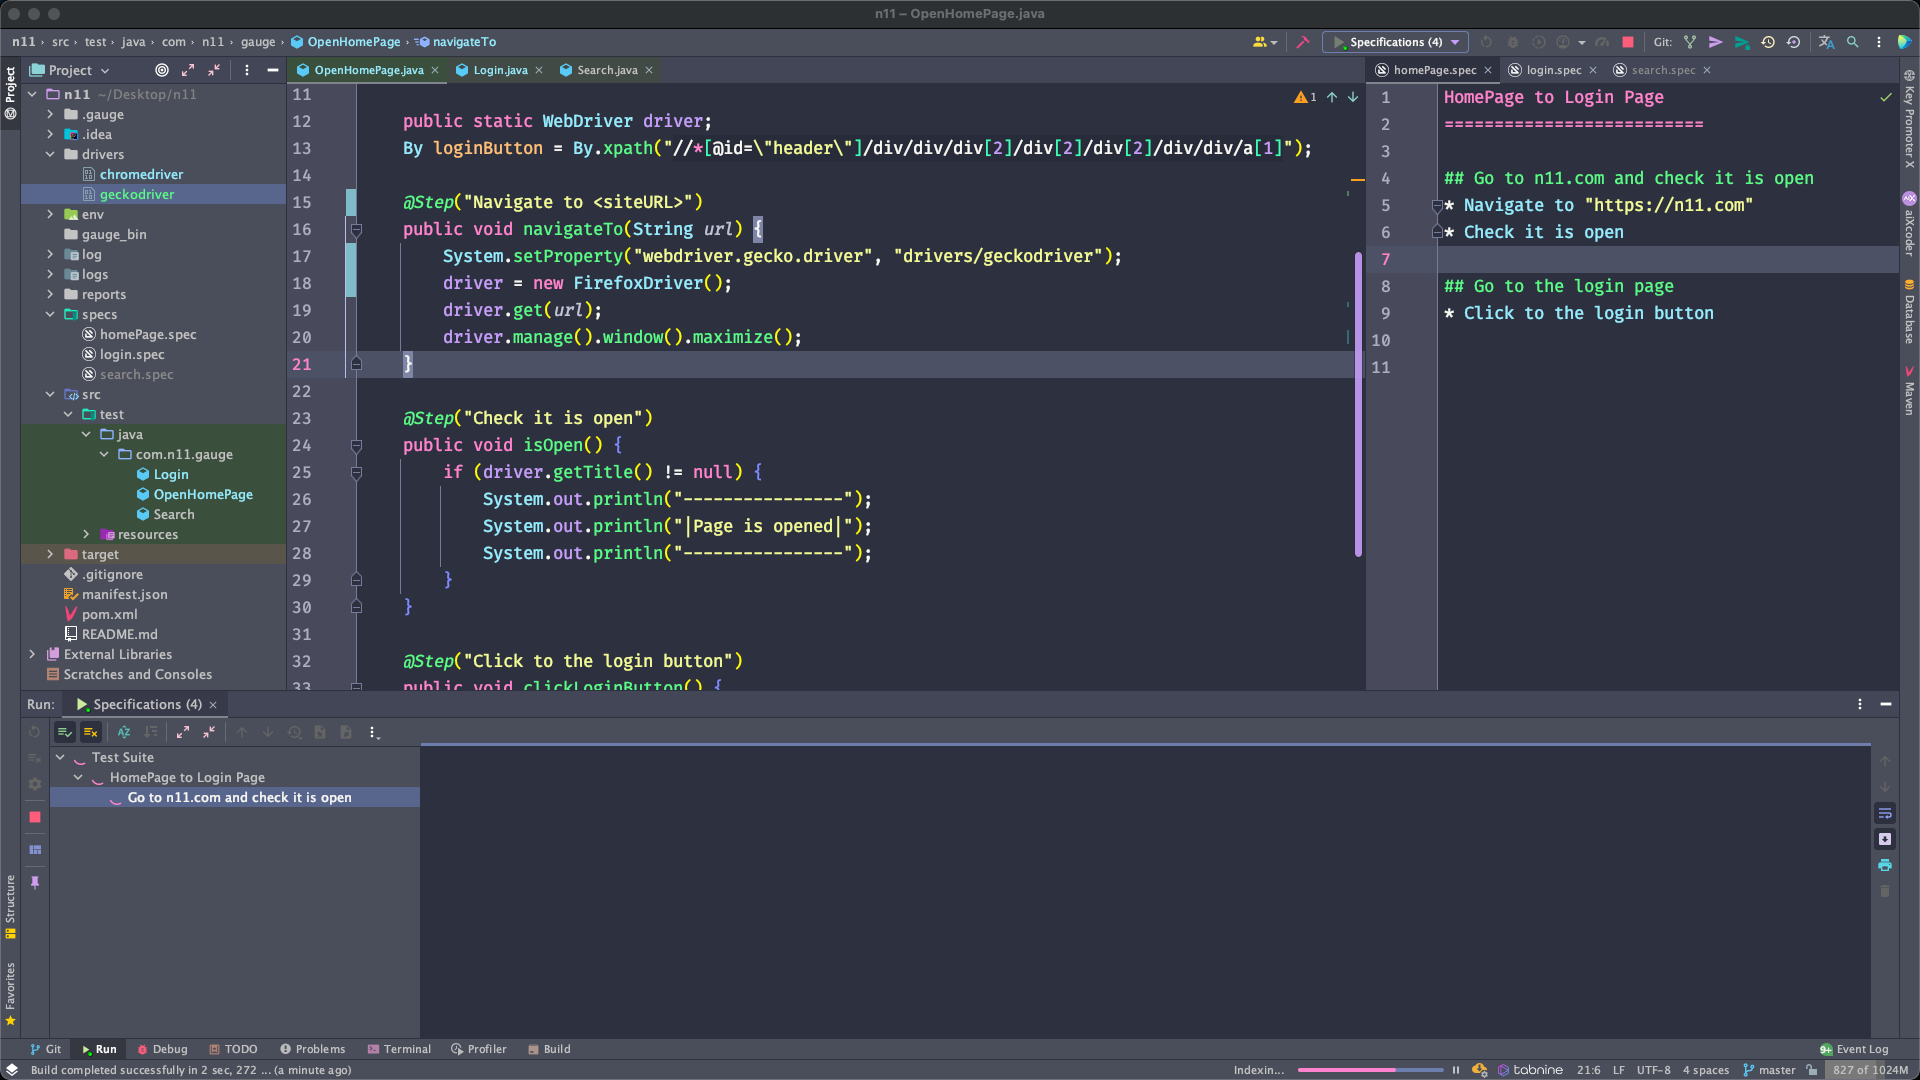 n11 – OpenHomePage.java
n11 › src › test › java › com › n11 › gauge › OpenHomePage › navigateTo
Specifications (4)
Git:
Project
OpenHomePage.java
Login.java
Search.java
homePage.spec
login.spec
search.spec
Project
n11 ~/Desktop/n11
.gauge
.idea
drivers
chromedriver
geckodriver
env
gauge_bin
log
logs
reports
specs
homePage.spec
login.spec
search.spec
src
test
java
com.n11.gauge
Login
OpenHomePage
Search
resources
target
.gitignore
manifest.json
pom.xml
README.md
External Libraries
Scratches and Consoles
1
11
12 public static WebDriver driver;
13 By loginButton = By.xpath("//*[@id=\"header\"]/div/div/div[2]/div[2]/div[2]/div/div/a[1]");
14
15 @Step("Navigate to <siteURL>")
16 public void navigateTo(String url) {
17 System.setProperty("webdriver.gecko.driver", "drivers/geckodriver");
18 driver = new FirefoxDriver();
19 driver.get(url);
20 driver.manage().window().maximize();
21 }
22
23 @Step("Check it is open")
24 public void isOpen() {
25 if (driver.getTitle() != null) {
26 System.out.println("----------------");
27 System.out.println("|Page is opened|");
28 System.out.println("----------------");
29 }
30 }
31
32 @Step("Click to the login button")
33 public void clickLoginButton() {
1 HomePage to Login Page
2 ==========================
3
4 ## Go to n11.com and check it is open
5 * Navigate to "https://n11.com"
6 * Check it is open
7
8 ## Go to the login page
9 * Click to the login button
10
11
Key Promoter X
aiXcoder
Database
Maven
Run: Specifications (4)
Test Suite
HomePage to Login Page
Go to n11.com and check it is open
Structure
Favorites
Git
Run
Debug
TODO
Problems
Terminal
Profiler
Build
9+ Event Log
Build completed successfully in 2 sec, 272 ... (a minute ago)
Indexin...
tabnine
21:6
LF
UTF-8
4 spaces
master
827 of 1024M